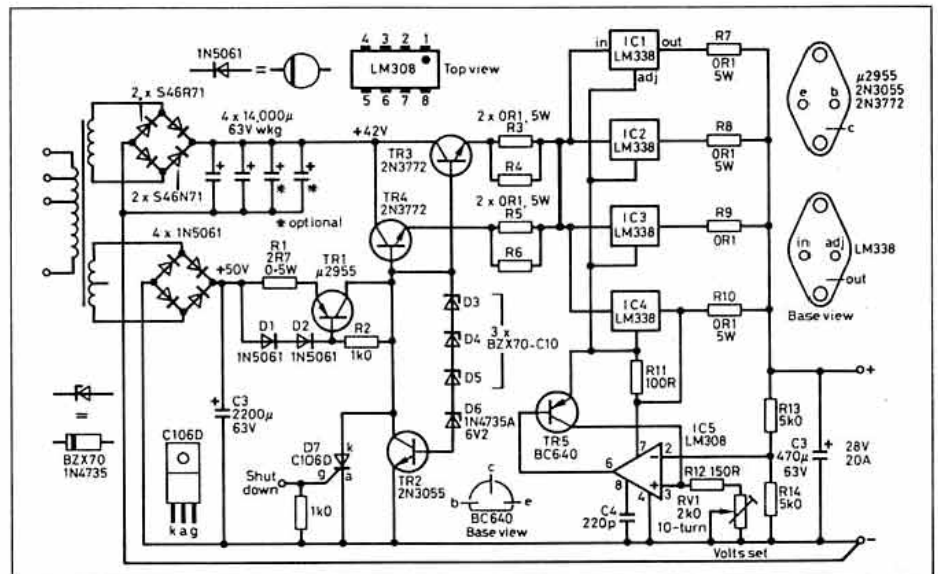 1N5061
=
4 3 2 1
LM308
5 6 7 8
Top view
2 x S46R71
4 x 14,000µ
63V wkg
+42V
TR3
2N3772
2 x 0R1, 5W
R3
R4
in
IC1
LM338
out
adj
R7
0R1
5W
µ2955
2N3055
2N3772
e
b
c
IC2
LM338
R8
0R1
5W
2 x S46N71
* *
* optional
TR4
2N3772
2 x 0R1, 5W
R5
R6
IC3
LM338
R9
0R1
in
adj
LM338
out
Base view
4 x 1N5061
+50V
R1
2R7
0·5W
TR1
µ2955
D1
1N5061
D2
1N5061
R2
1k0
D3
D4
D5
3 x
BZX70-C10
IC4
LM338
R10
0R1
5W
R11
100R
+
=
BZX70
1N4735
C106D
k a g
C3
2200µ
63V
D7
C106D
k
g
a
Shut
down
1k0
D6
1N4735A
6V2
TR2
2N3055
c
b
e
BC640
Base view
TR5
BC640
IC5
LM308
7
2
6
3
8
4
C4
220p
R12 150R
RV1
2k0
10-turn
Volts set
R13
5k0
R14
5k0
C3
470µ
63V
28V
20A
−